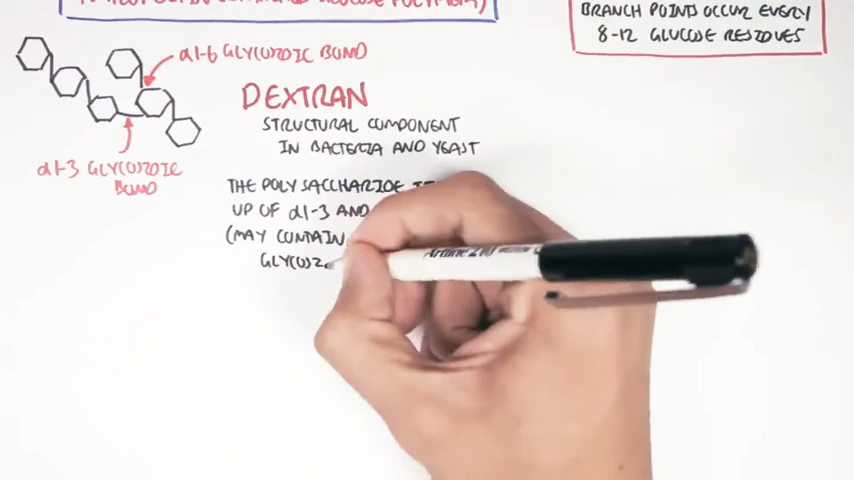 BRANCH POINTS OCCUR EVERY
8-12 GLUCOSE RESIDUES
α1-6 GLYCOSIDIC BOND
DEXTRAN
STRUCTURAL COMPONENT
IN BACTERIA AND YEAST
α1-3 GLYCOSIDIC
BOND
THE POLYSACCHARIDE
UP OF α1-3 AND
(MAY CONTAIN
GLYCOS